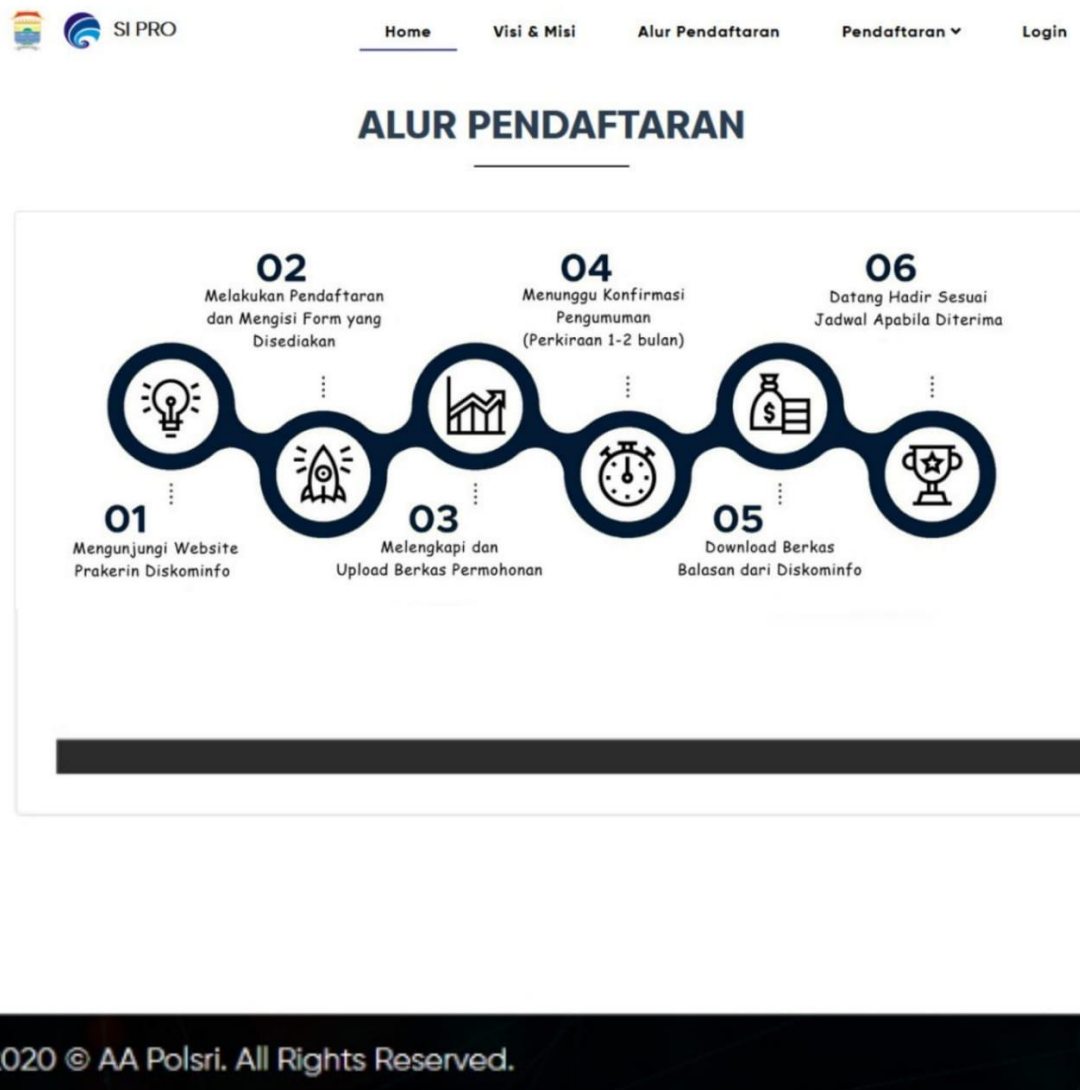 SI PRO
Home
Visi & Misi
Alur Pendaftaran
Pendaftaran
Login
ALUR PENDAFTARAN
01
Mengunjungi Website
Prakerin Diskominfo
02
Melakukan Pendaftaran
dan Mengisi Form yang
Disediakan
03
Melengkapi dan
Upload Berkas Permohonan
04
Menunggu Konfirmasi
Pengumuman
(Perkiraan 1-2 bulan)
05
Download Berkas
Balasan dari Diskominfo
06
Datang Hadir Sesuai
Jadwal Apabila Diterima
$
020 © AA Polsri. All Rights Reserved.